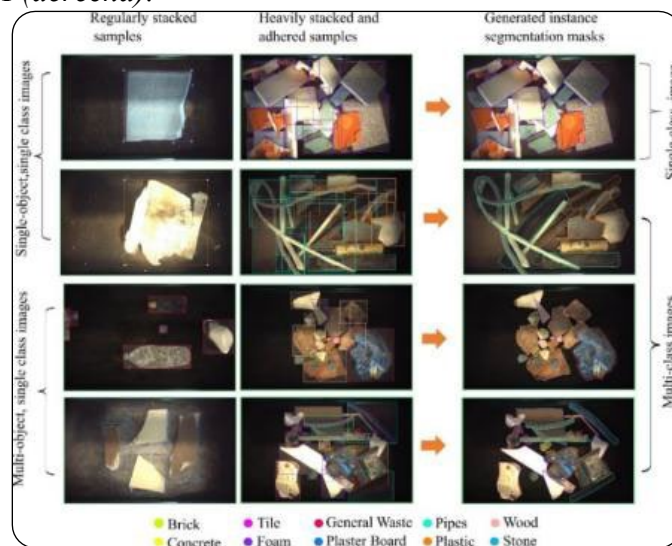 Regularly stacked
samples
Heavily stacked and
adhered samples
Generated instance
segmentation masks
Single-object,single class images
Multi-object, single class images
Multi-class images
Brick
Tile
General Waste
Pipes
Wood
Concrete
Foam
Plaster Board
Plastic
Stone